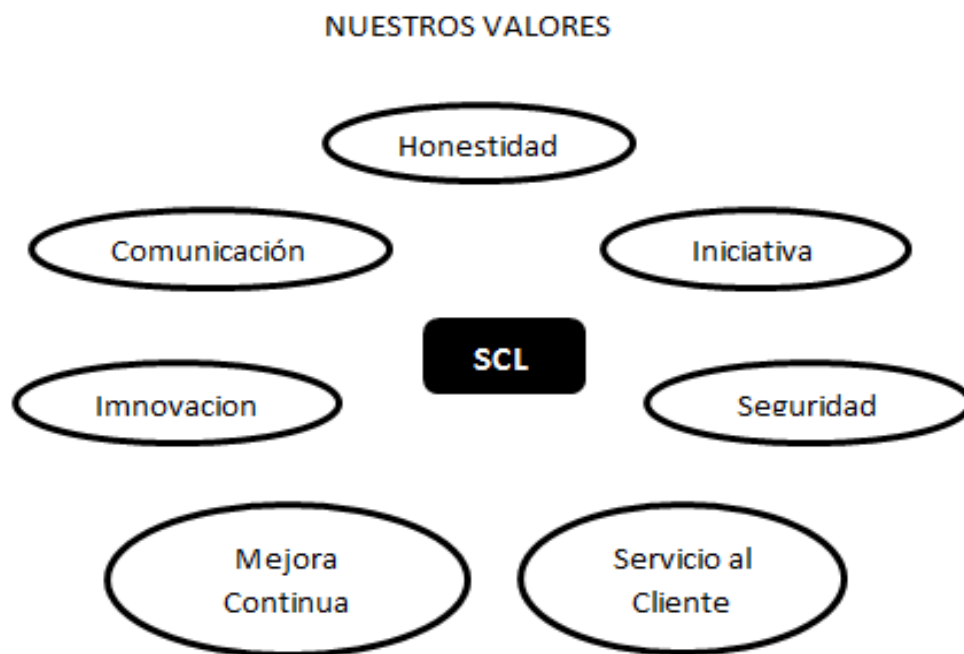 NUESTROS VALORES
Honestidad
Comunicación
Iniciativa
SCL
Imnovacion
Seguridad
Mejora
Continua
Servicio al
Cliente